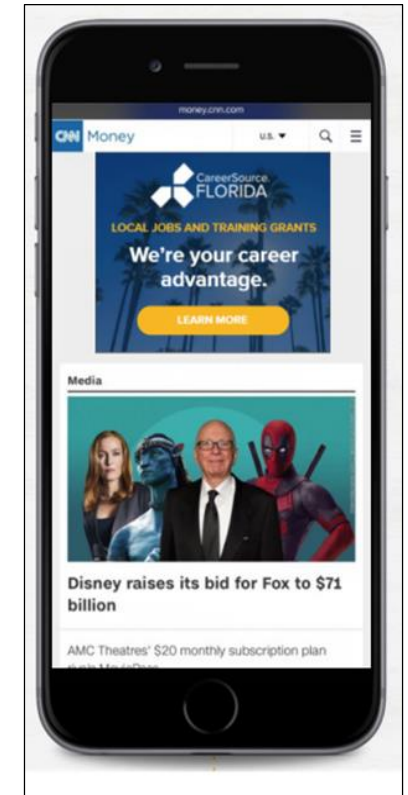 money.cnn.com
CNN Money U.S. ▼
CareerSource
FLORIDA
LOCAL JOBS AND TRAINING GRANTS
We're your career
advantage.
LEARN MORE
Media
Disney raises its bid for Fox to $71
billion
AMC Theatres' $20 monthly subscription plan